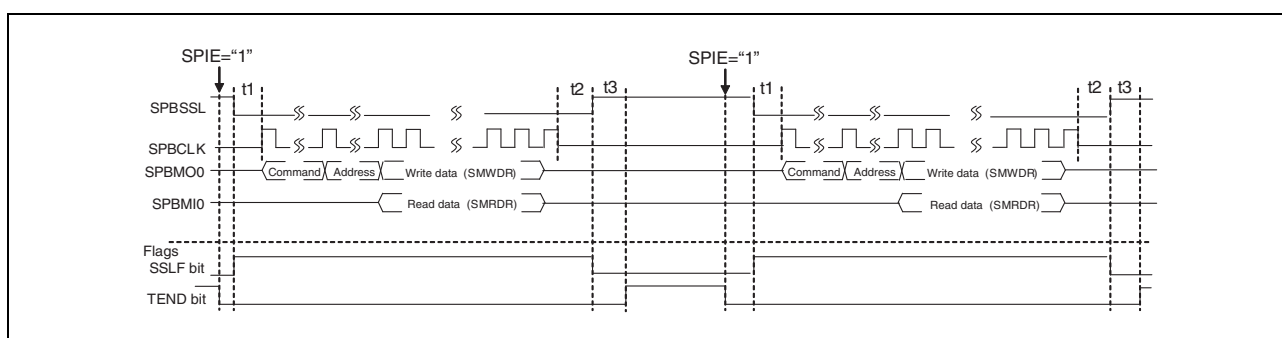 SPIE=“1” SPIE=“1”
t1 t2 t3 t1 t2 t3
SPBSSL
SPBCLK
SPBMO0 Command Address Write data (SMWDR) Command Address Write data (SMWDR)
SPBMI0 Read data (SMRDR) Read data (SMRDR)
Flags
SSLF bit
TEND bit